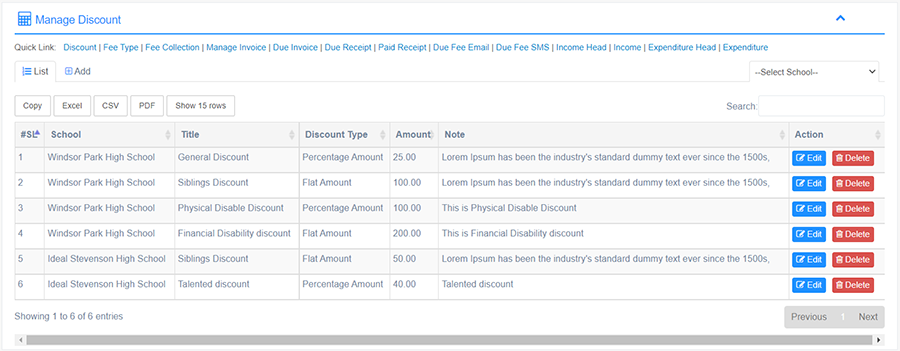 Manage Discount
Quick Link: Discount | Fee Type | Fee Collection | Manage Invoice | Due Invoice | Due Receipt | Paid Receipt | Due Fee Email | Due Fee SMS | Income Head | Income | Expenditure Head | Expenditure
List Add --Select School--
Copy Excel CSV PDF Show 15 rows Search:
#SL School Title Discount Type Amount Note Action
1 Windsor Park High School General Discount Percentage Amount 25.00 Lorem Ipsum has been the industry's standard dummy text ever since the 1500s, Edit Delete
2 Windsor Park High School Siblings Discount Flat Amount 100.00 Lorem Ipsum has been the industry's standard dummy text ever since the 1500s, Edit Delete
3 Windsor Park High School Physical Disable Discount Percentage Amount 100.00 This is Physical Disable Discount Edit Delete
4 Windsor Park High School Financial Disability discount Flat Amount 200.00 This is Financial Disability discount Edit Delete
5 Ideal Stevenson High School Siblings Discount Flat Amount 50.00 Lorem Ipsum has been the industry's standard dummy text ever since the 1500s, Edit Delete
6 Ideal Stevenson High School Talented discount Percentage Amount 40.00 Talented discount Edit Delete
Showing 1 to 6 of 6 entries Previous 1 Next